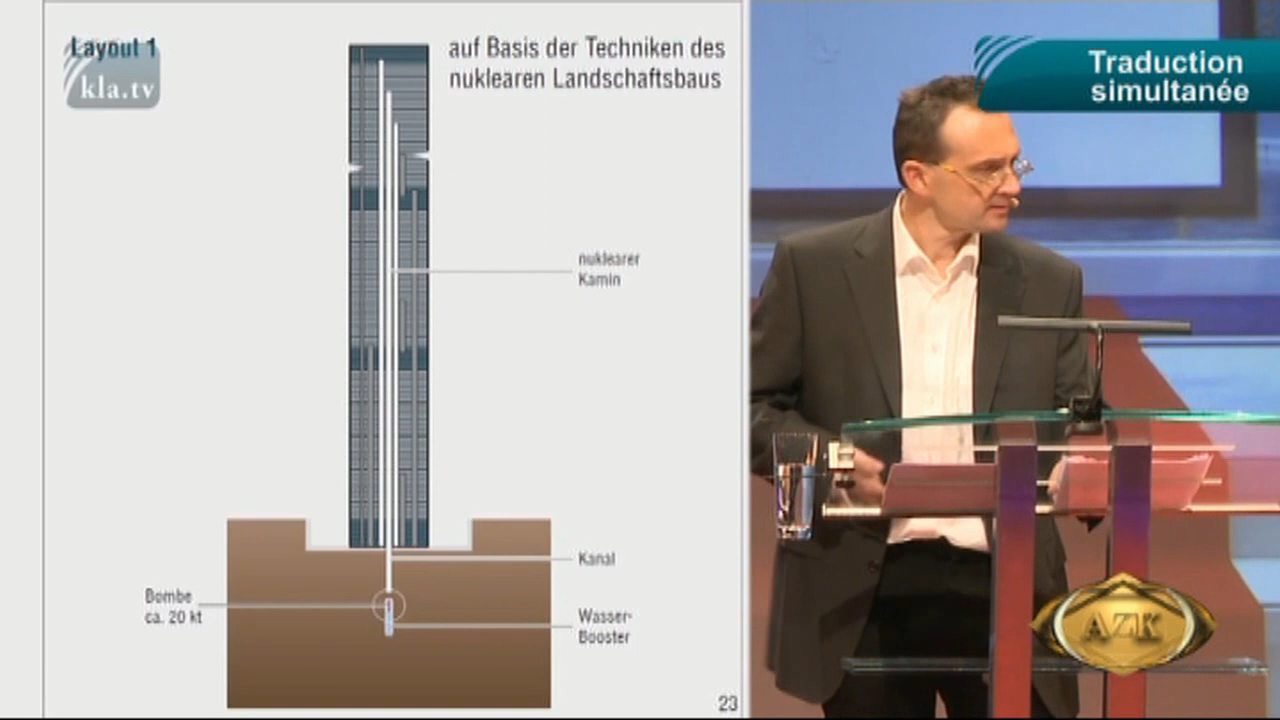 Layout 1
kla.tv
auf Basis der Techniken des
nuklearen Landschaftsbaus
nuklearer
Kamin
Kanal
Bombe
ca. 20 kt
Wasser-
Booster
23
Traduction
simultanée
AZK